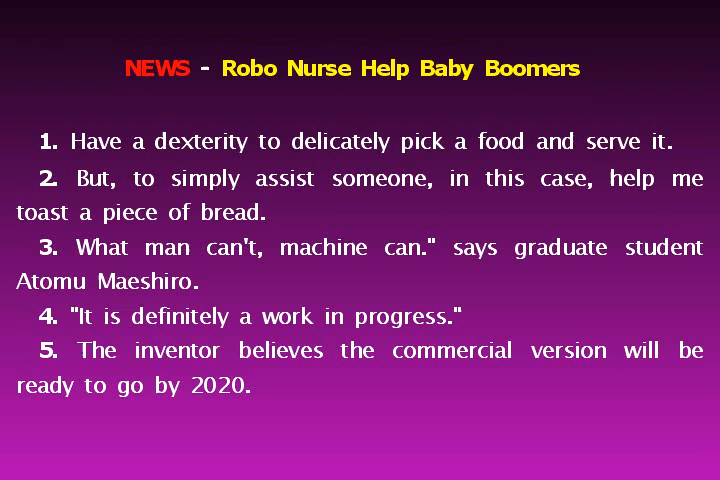 NEWS - Robo Nurse Help Baby Boomers
1. Have a dexterity to delicately pick a food and serve it.
2. But, to simply assist someone, in this case, help me
toast a piece of bread.
3. What man can't, machine can." says graduate student
Atomu Maeshiro.
4. "It is definitely a work in progress."
5. The inventor believes the commercial version will be
ready to go by 2020.